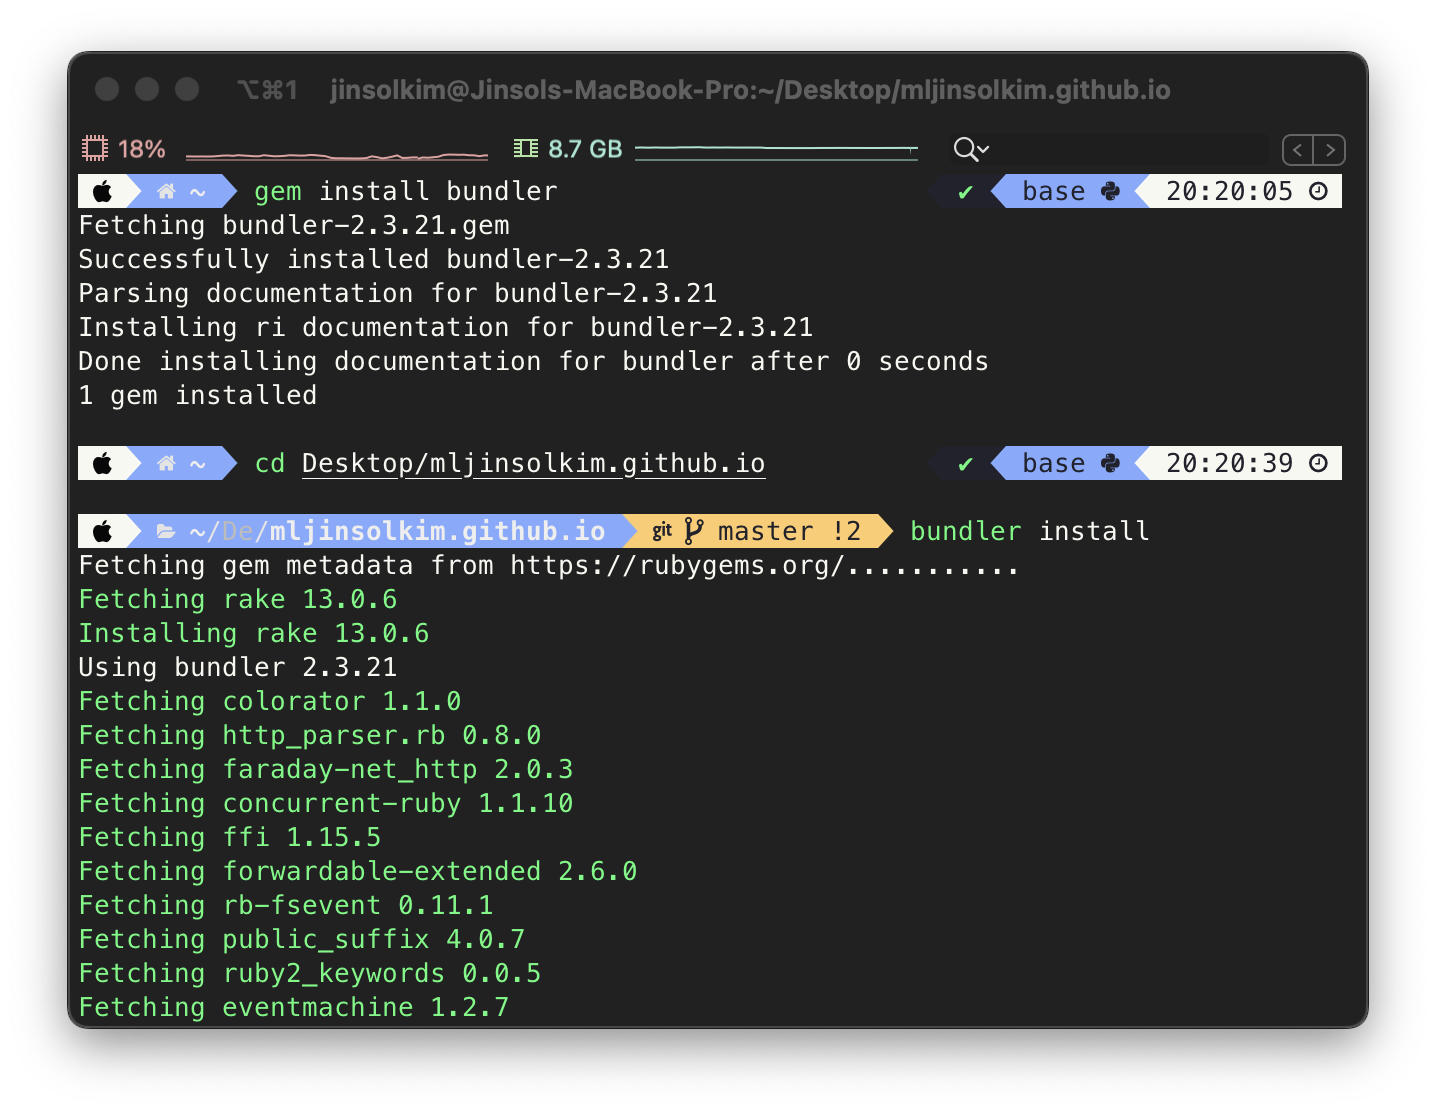 ⌥⌘1 jinsolkim@Jinsols-MacBook-Pro:~/Desktop/mljinsolkim.github.io
18% 8.7 GB
~ gem install bundler ✔ base 20:20:05
Fetching bundler-2.3.21.gem
Successfully installed bundler-2.3.21
Parsing documentation for bundler-2.3.21
Installing ri documentation for bundler-2.3.21
Done installing documentation for bundler after 0 seconds
1 gem installed
~ cd Desktop/mljinsolkim.github.io ✔ base 20:20:39
~/De/mljinsolkim.github.io git master !2 bundler install
Fetching gem metadata from https://rubygems.org/...........
Fetching rake 13.0.6
Installing rake 13.0.6
Using bundler 2.3.21
Fetching colorator 1.1.0
Fetching http_parser.rb 0.8.0
Fetching faraday-net_http 2.0.3
Fetching concurrent-ruby 1.1.10
Fetching ffi 1.15.5
Fetching forwardable-extended 2.6.0
Fetching rb-fsevent 0.11.1
Fetching public_suffix 4.0.7
Fetching ruby2_keywords 0.0.5
Fetching eventmachine 1.2.7